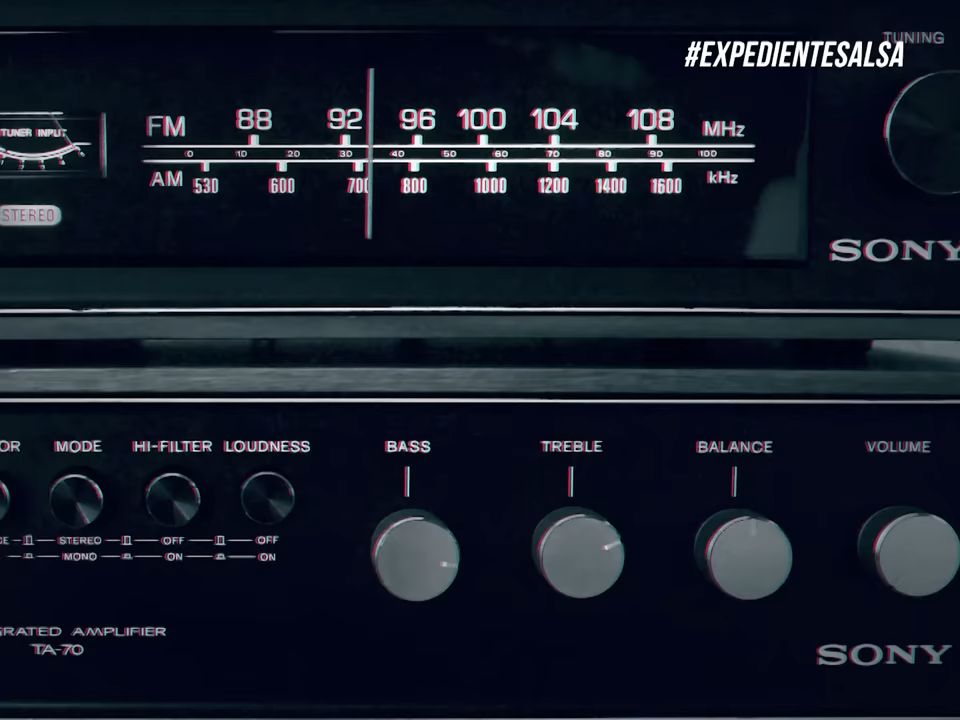 TUNING
#EXPEDIENTESALSA
FM 88 92 96 100 104 108 MHz
TUNER INPUT
0 10 20 30 40 50 60 70 80 90 100
AM 530 600 700 800 1000 1200 1400 1600 kHz
STEREO
SONY
OR MODE HI-FILTER LOUDNESS BASS TREBLE BALANCE VOLUME
STEREO OFF OFF
MONO ON ON
GRATED AMPLIFIER
TA-70
SONY